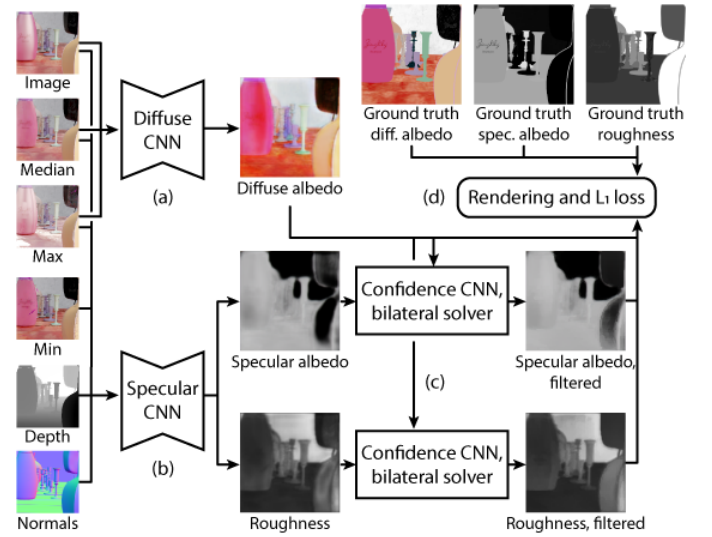 Image
Median
Max
Min
Depth
Normals
Diffuse
CNN
(a)
Diffuse albedo
Ground truth
diff. albedo
Ground truth
spec. albedo
Ground truth
roughness
(d)
Rendering and L₁ loss
Specular
CNN
(b)
Specular albedo
Confidence CNN,
bilateral solver
Specular albedo,
filtered
(c)
Roughness
Confidence CNN,
bilateral solver
Roughness, filtered